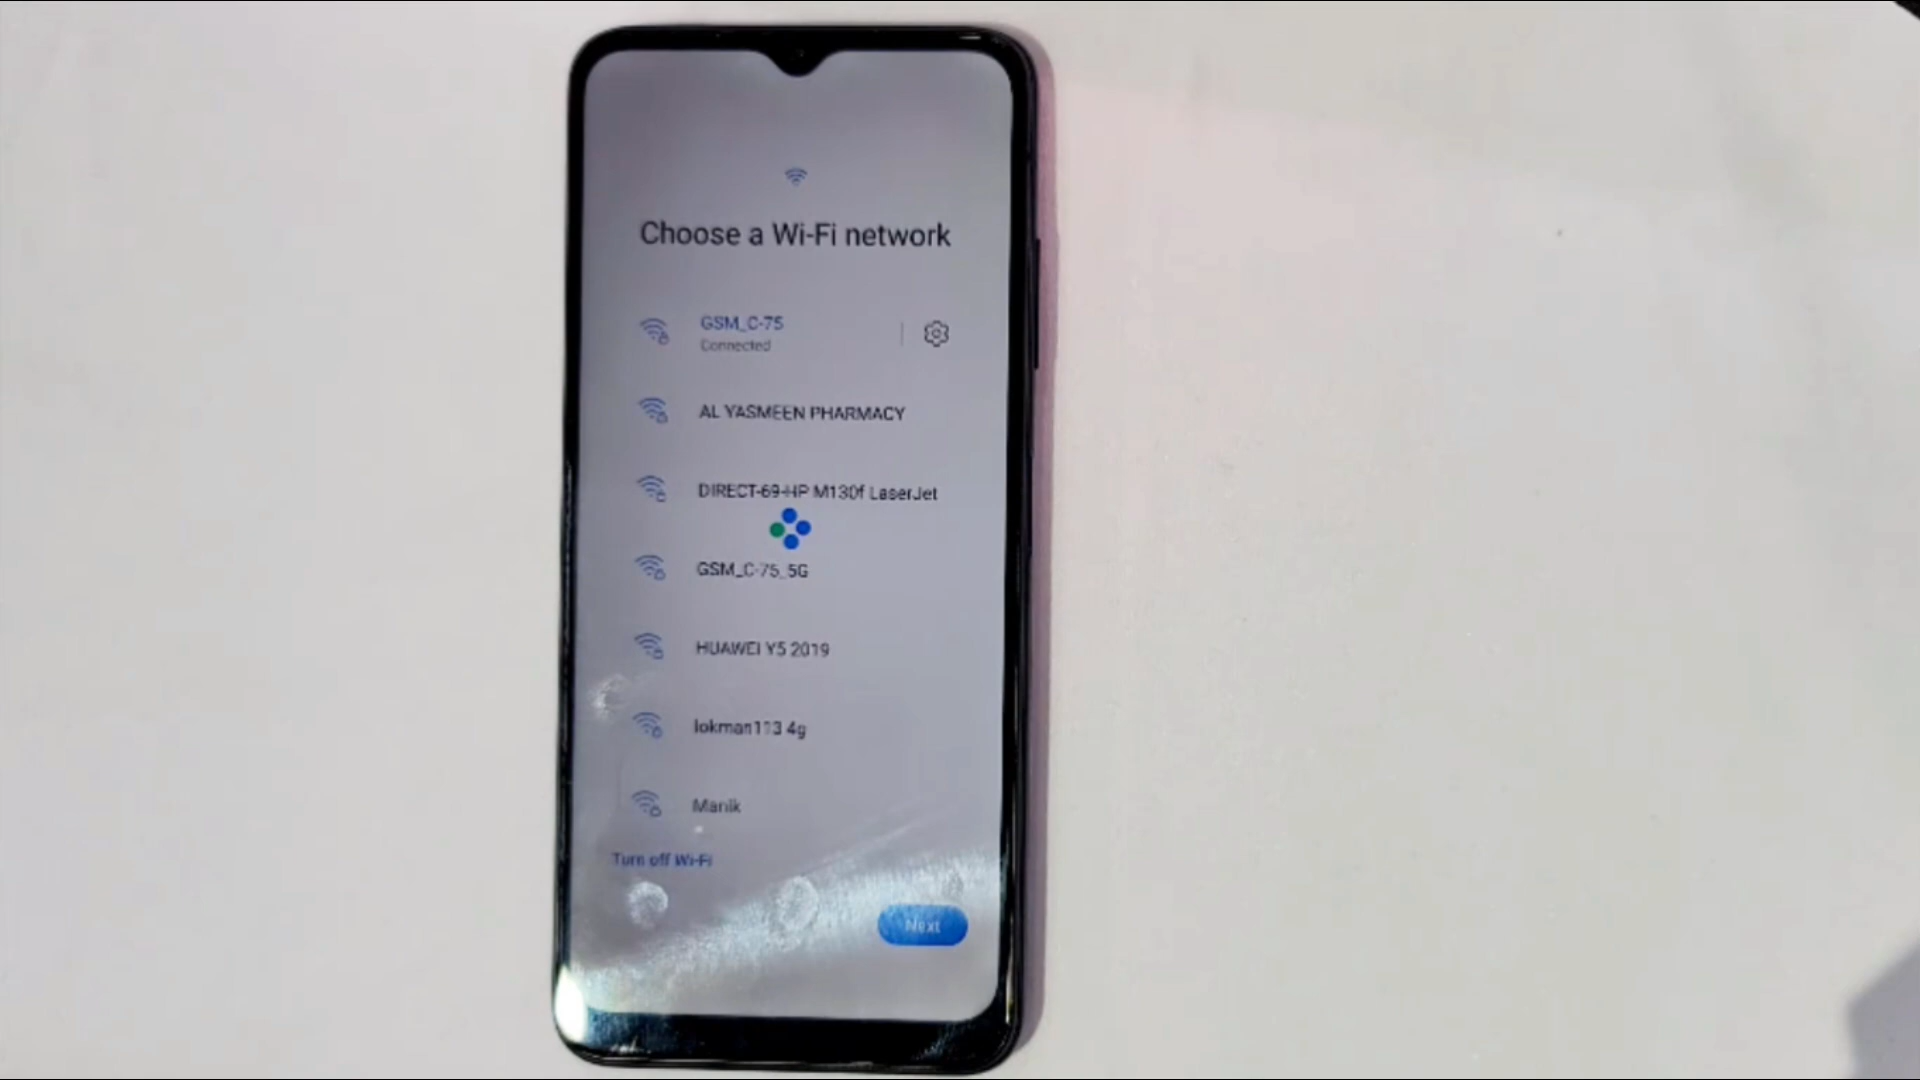 Choose a Wi-Fi network
GSM_C-75
Connected
AL YASMEEN PHARMACY
DIRECT-69-HP M130f LaserJet
GSM_C-75_5G
HUAWEI Y5 2019
lokman113 4g
Manik
Turn off Wi-Fi
Next